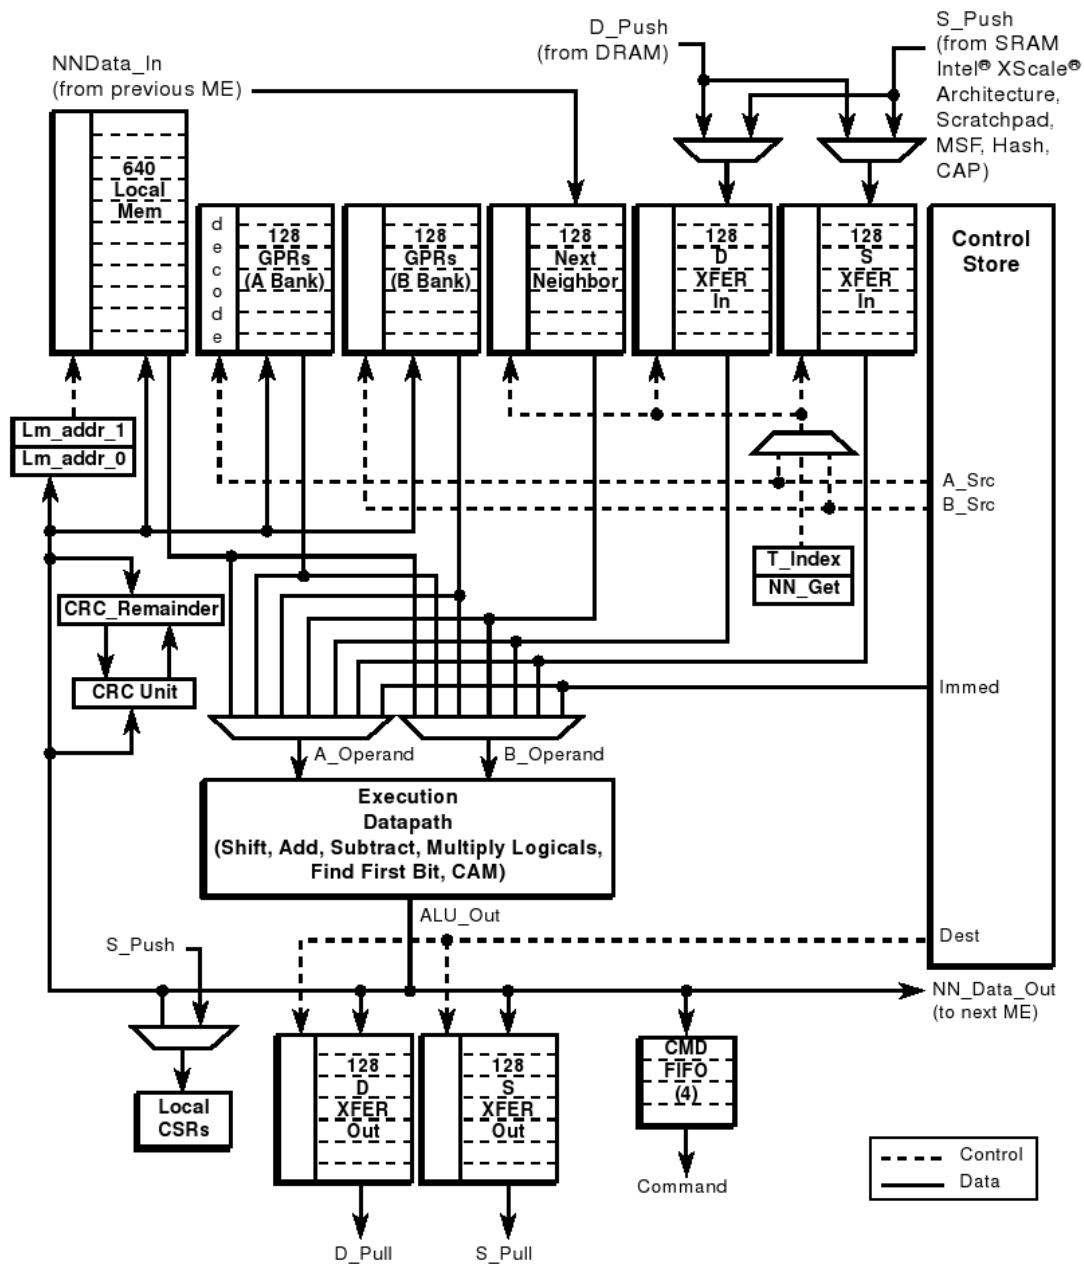 D_Push
(from DRAM)
S_Push
(from SRAM
Intel® XScale®
Architecture,
Scratchpad,
MSF, Hash,
CAP)
NNData_In
(from previous ME)
640
Local
Mem
decode
128
GPRs
(A Bank)
128
GPRs
(B Bank)
128
Next
Neighbor
128
D
XFER
In
128
S
XFER
In
Control
Store
Lm_addr_1
Lm_addr_0
A_Src
B_Src
T_Index
NN_Get
CRC_Remainder
CRC Unit
Immed
A_Operand
B_Operand
Execution
Datapath
(Shift, Add, Subtract, Multiply Logicals,
Find First Bit, CAM)
ALU_Out
Dest
S_Push
NN_Data_Out
(to next ME)
Local
CSRs
128
D
XFER
Out
128
S
XFER
Out
CMD
FIFO
(4)
Command
D_Pull
S_Pull
Control
Data